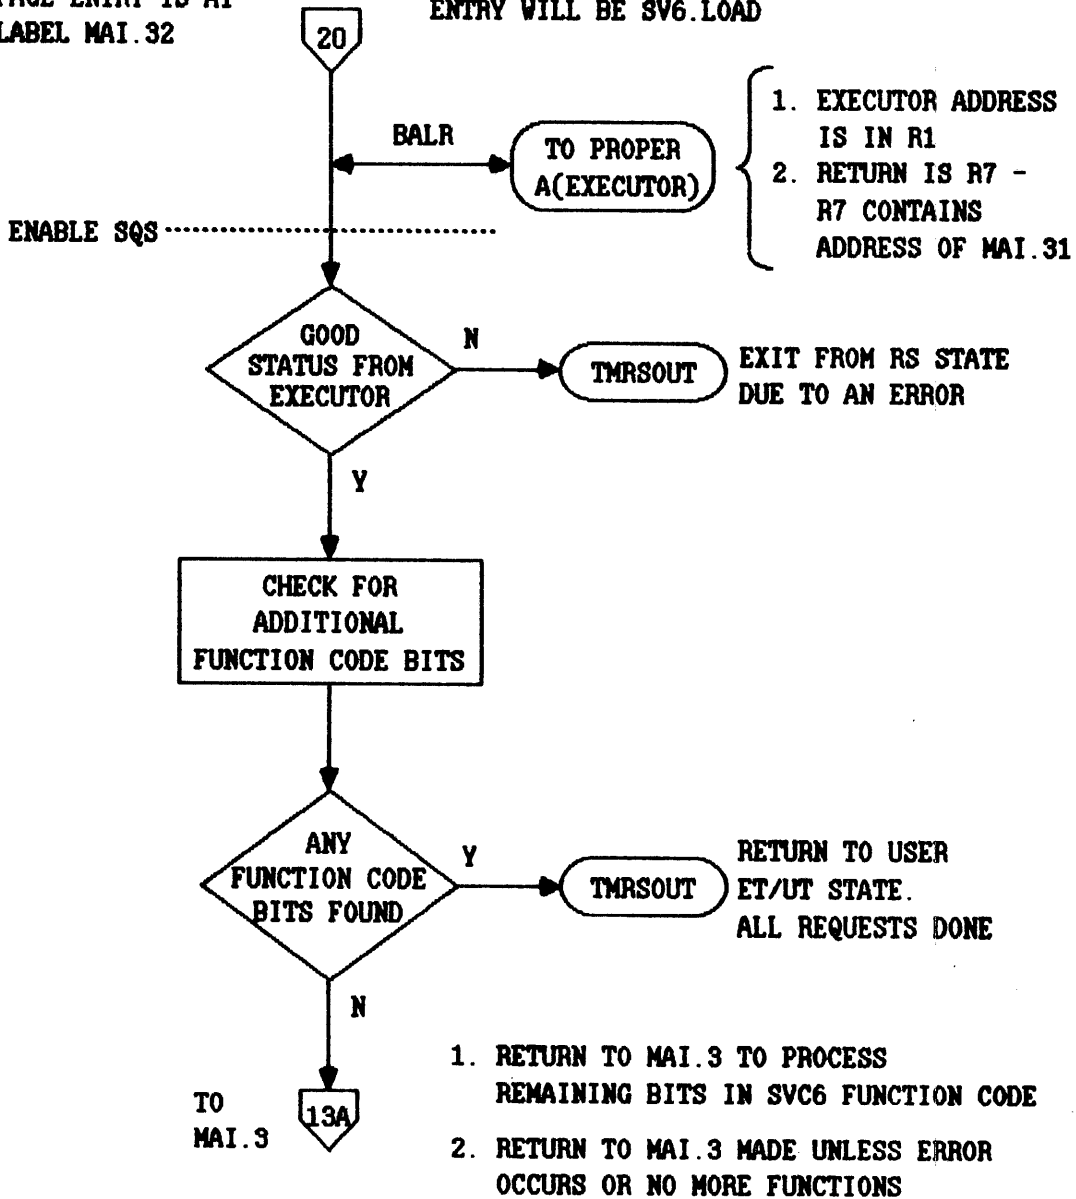 PAGE ENTRY IS AT
LABEL MAI.32
20
ENTRY WILL BE SV6.LOAD
BALR
TO PROPER
A(EXECUTOR)
1. EXECUTOR ADDRESS
IS IN R1
2. RETURN IS R7 -
R7 CONTAINS
ADDRESS OF MAI.31
ENABLE SQS
GOOD
STATUS FROM
EXECUTOR
N
TMRSOUT
EXIT FROM RS STATE
DUE TO AN ERROR
Y
CHECK FOR
ADDITIONAL
FUNCTION CODE BITS
ANY
FUNCTION CODE
BITS FOUND
Y
TMRSOUT
RETURN TO USER
ET/UT STATE.
ALL REQUESTS DONE
N
TO
MAI.3
13A
1. RETURN TO MAI.3 TO PROCESS
REMAINING BITS IN SVC6 FUNCTION CODE
2. RETURN TO MAI.3 MADE UNLESS ERROR
OCCURS OR NO MORE FUNCTIONS